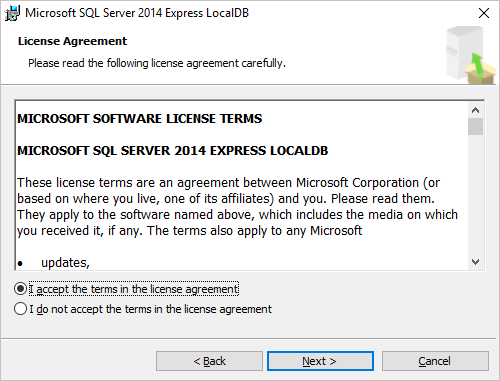 Microsoft SQL Server 2014 Express LocalDB
License Agreement
Please read the following license agreement carefully.
MICROSOFT SOFTWARE LICENSE TERMS
MICROSOFT SQL SERVER 2014 EXPRESS LOCALDB
These license terms are an agreement between Microsoft Corporation (or
based on where you live, one of its affiliates) and you. Please read them.
They apply to the software named above, which includes the media on which
you received it, if any. The terms also apply to any Microsoft
• updates,
I accept the terms in the license agreement
I do not accept the terms in the license agreement
< Back Next > Cancel